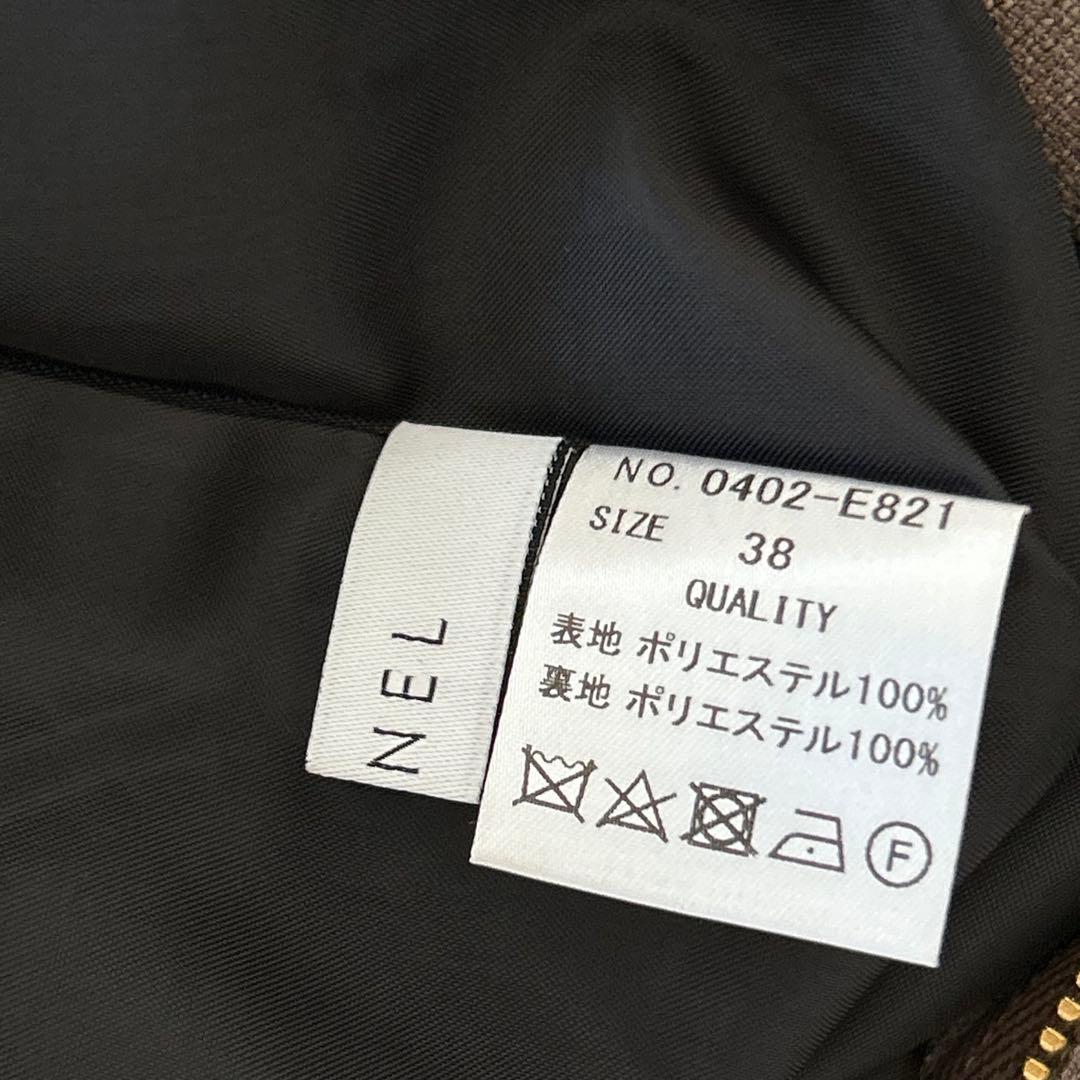 NEL
NO. 0402-E821
SIZE 38
QUALITY
表地 ポリエステル100%
裏地 ポリエステル100%
F